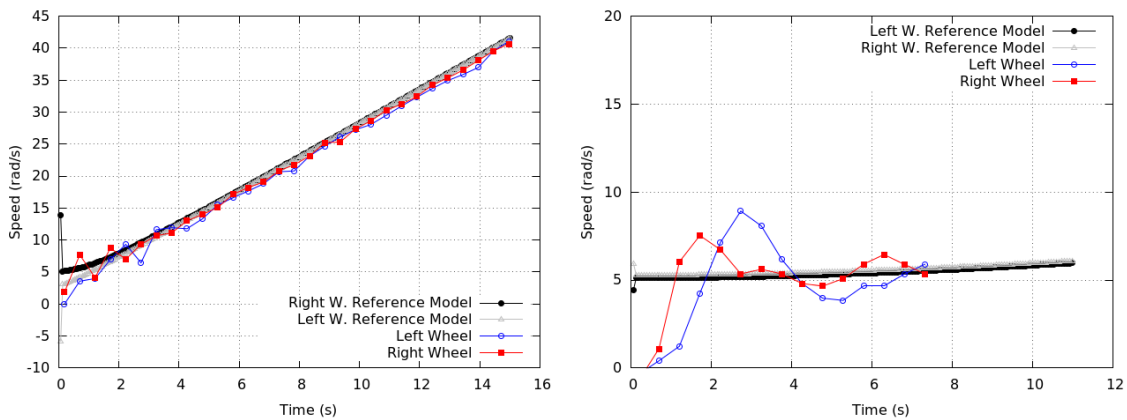 45
40
35
30
25
20
15
10
5
0
-5
-10
Speed (rad/s)
0 2 4 6 8 10 12 14 16
Time (s)
Right W. Reference Model
Left W. Reference Model
Left Wheel
Right Wheel
20
15
10
5
0
Speed (rad/s)
0 2 4 6 8 10 12
Time (s)
Left W. Reference Model
Right W. Reference Model
Left Wheel
Right Wheel